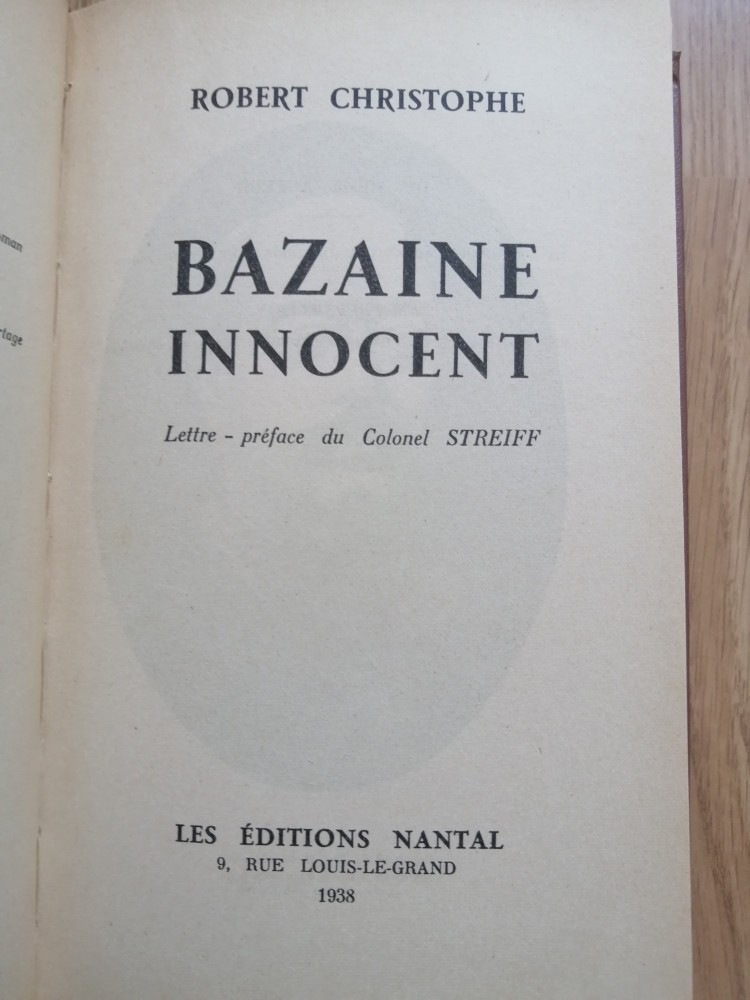 ROBERT CHRISTOPHE
BAZAINE
INNOCENT
Lettre - préface du Colonel STREIFF
LES ÉDITIONS NANTAL
9, RUE LOUIS-LE-GRAND
1938